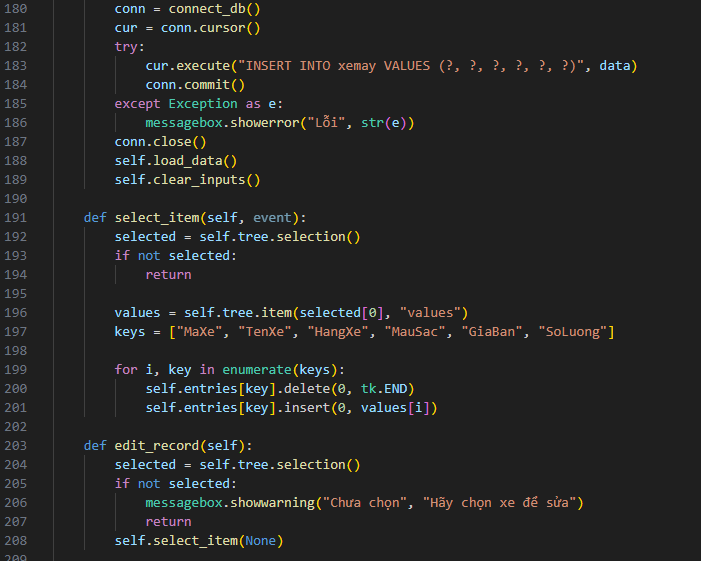 180 conn = connect_db()
181 cur = conn.cursor()
182 try:
183 cur.execute("INSERT INTO xemay VALUES (?, ?, ?, ?, ?, ?)", data)
184 conn.commit()
185 except Exception as e:
186 messagebox.showerror("Lỗi", str(e))
187 conn.close()
188 self.load_data()
189 self.clear_inputs()
190
191 def select_item(self, event):
192 selected = self.tree.selection()
193 if not selected:
194 return
195
196 values = self.tree.item(selected[0], "values")
197 keys = ["MaXe", "TenXe", "HangXe", "MauSac", "GiaBan", "SoLuong"]
198
199 for i, key in enumerate(keys):
200 self.entries[key].delete(0, tk.END)
201 self.entries[key].insert(0, values[i])
202
203 def edit_record(self):
204 selected = self.tree.selection()
205 if not selected:
206 messagebox.showwarning("Chưa chọn", "Hãy chọn xe để sửa")
207 return
208 self.select_item(None)
209